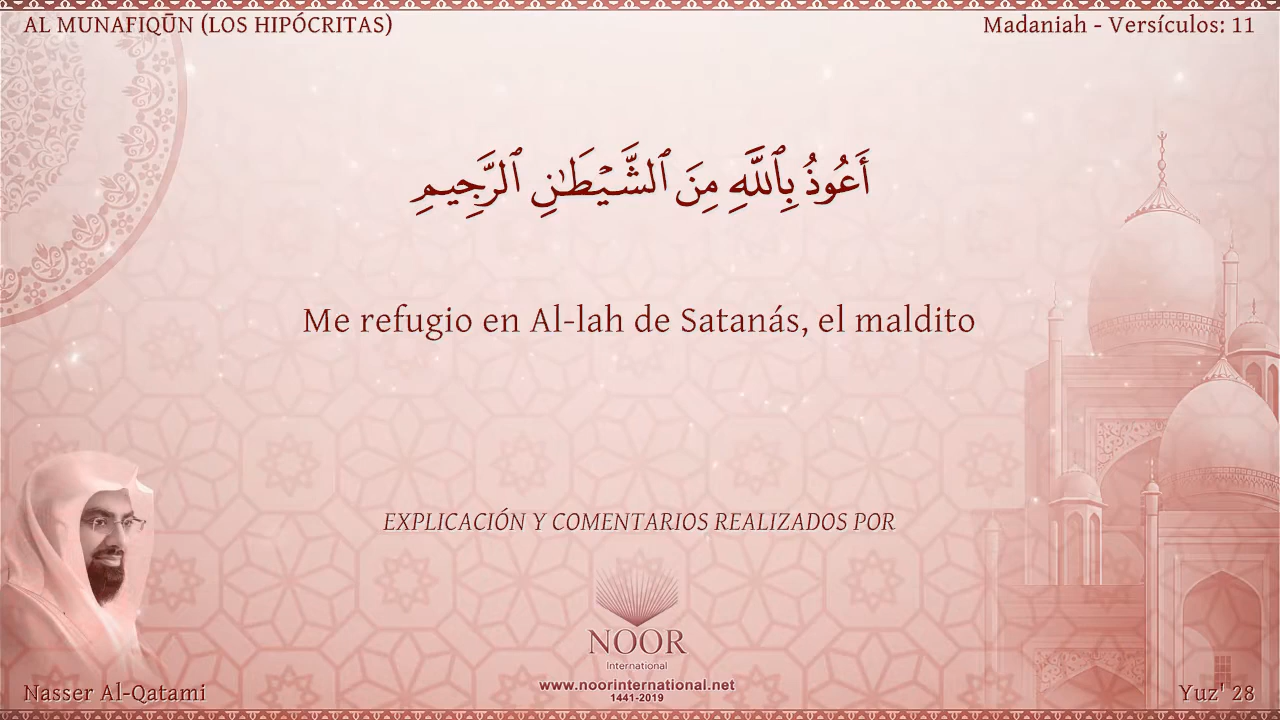 AL MUNAFIQŪN (LOS HIPÓCRITAS)
Madaniah - Versículos: 11
أَعُوذُ بِٱللَّهِ مِنَ ٱلشَّيۡطَٰنِ ٱلرَّجِيمِ
Me refugio en Al-lah de Satanás, el maldito
EXPLICACIÓN Y COMENTARIOS REALIZADOS POR
NOOR
International
www.noorinternational.net
1441-2019
Nasser Al-Qatami
Yuz' 28